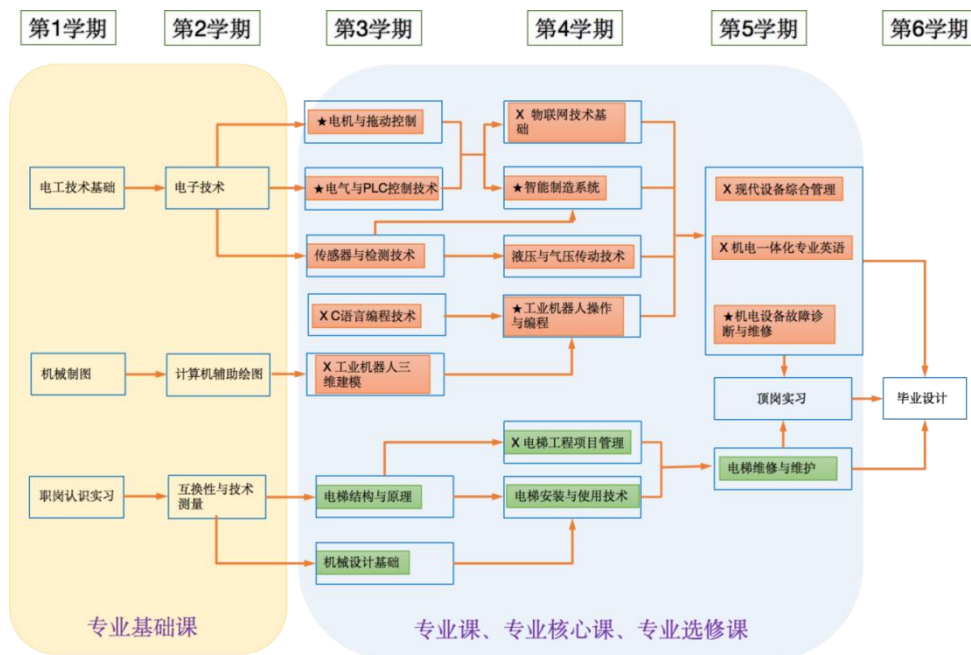 第1学期
第2学期
第3学期
第4学期
第5学期
第6学期
★电机与拖动控制
X 物联网技术基
础
电工技术基础
电子技术
★电气与PLC控制技术
★智能制造系统
X 现代设备综合管理
传感器与检测技术
液压与气压传动技术
X 机电一体化专业英语
X C语言编程技术
★工业机器人操作
与编程
★机电设备故障诊
断与维修
机械制图
计算机辅助绘图
X 工业机器人三
维建模
顶岗实习
毕业设计
X 电梯工程项目管理
电梯维修与维护
职岗认识实习
互换性与技术
测量
电梯结构与原理
电梯安装与使用技术
机械设计基础
专业基础课
专业课、专业核心课、专业选修课